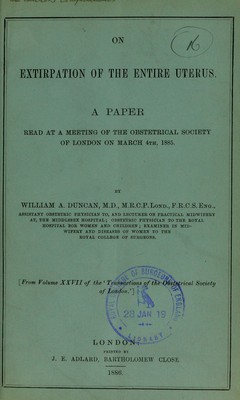 ON
EXTIRPATION OF THE ENTIRE UTERUS.
A PAPER
READ AT A MEETING OF THE OBSTETRICAL SOCIETY
OF LONDON ON MARCH 4TH, 1885.
BY
WILLIAM A. DUNCAN, M.D., M.R.C.P. LOND., F.R.C.S. ENG.,
ASSISTANT OBSTETRIC PHYSICIAN TO, AND LECTURER ON PRACTICAL MIDWIFERY
AT, THE MIDDLESEX HOSPITAL; OBSTETRIC PHYSICIAN TO THE ROYAL
HOSPITAL FOR WOMEN AND CHILDREN; EXAMINER IN MID-
WIFERY AND DISEASES OF WOMEN TO THE
ROYAL COLLEGE OF SURGEONS.
[From Volume XXVII of the 'Transactions of the Obstetrical Society
of London.']
28 JAN 19
LIBRARY
LONDON:
PRINTED BY
J. E. ADLARD, BARTHOLOMEW CLOSE.
1886.